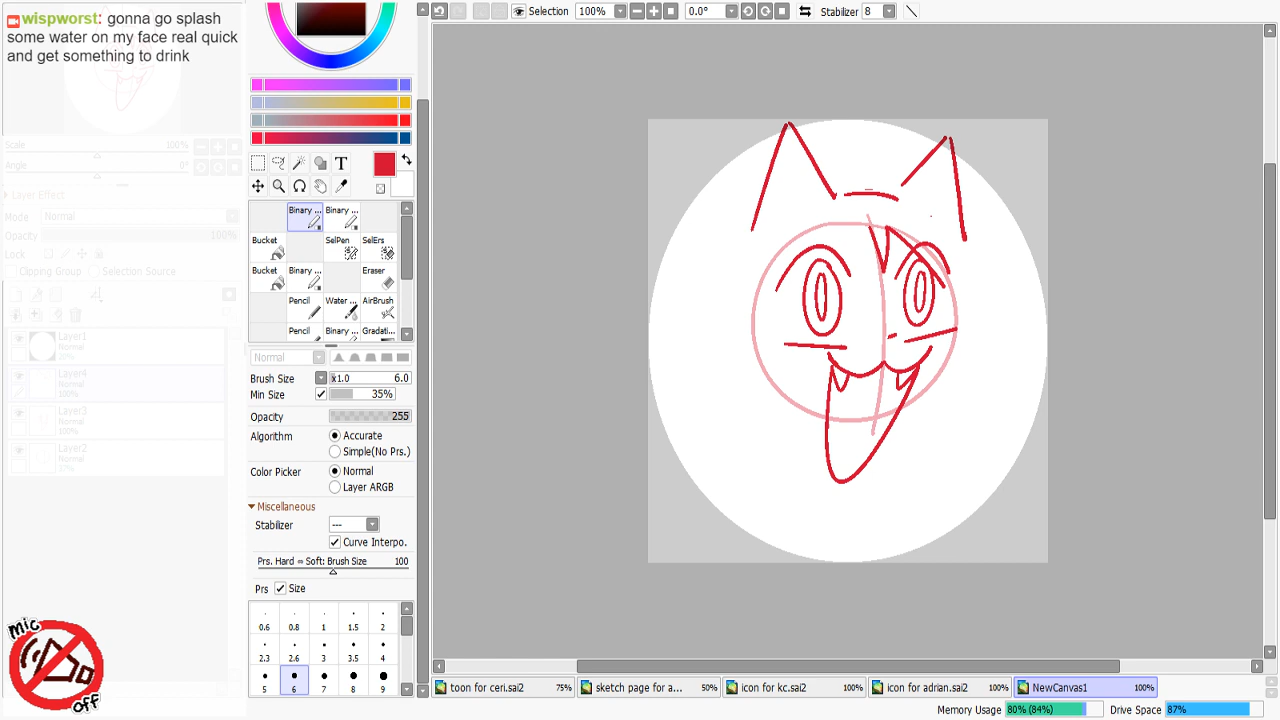 wispworst: gonna go splash
some water on my face real quick
and get something to drink
Selection 100% 0.0° Stabilizer 8
Scale 100%
Angle 0°
Layer Effect
Mode Normal
Opacity 100%
Lock
Clipping Group Selection Source
Layer1
Normal
20%
Layer4
Normal
100%
Layer3
Normal
100%
Layer2
Normal
37%
mic
off
T
Binary ... Binary ...
Bucket SelPen SelErs
Bucket Binary ... Eraser
Pencil Water ... AirBrush
Pencil Binary ... Gradati...
Normal
Brush Size x1.0 6.0
Min Size 35%
Opacity 255
Algorithm Accurate
Simple(No Prs.)
Color Picker Normal
Layer ARGB
Miscellaneous
Stabilizer ---
Curve Interpo.
Prs. Hard ⇔ Soft: Brush Size 100
Prs Size
0.6 0.8 1 1.5 2
2.3 2.6 3 3.5 4
5 6 7 8 9
toon for ceri.sai2 75% sketch page for a... 50% icon for kc.sai2 100% icon for adrian.sai2 100% NewCanvas1 100%
Memory Usage 80% (84%) Drive Space 87%